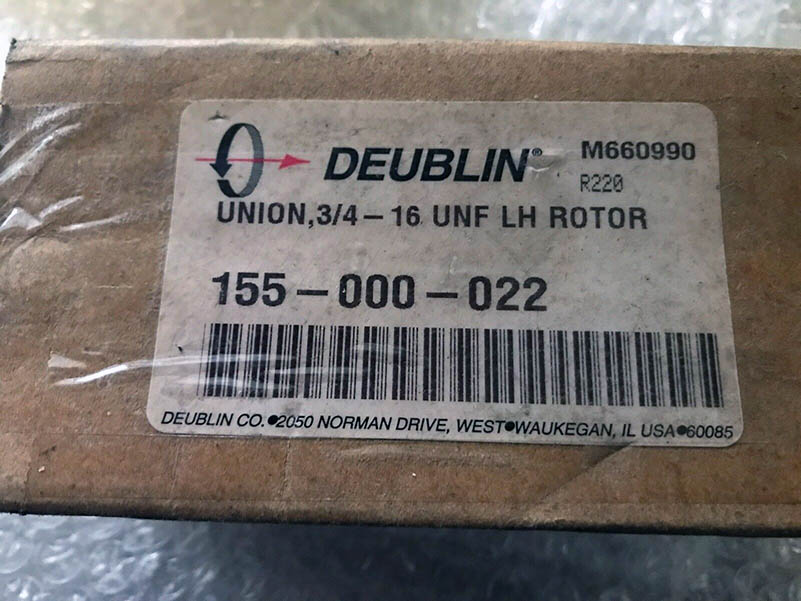 DEUBLIN® M660990
R220
UNION,3/4-16 UNF LH ROTOR
155-000-022
DEUBLIN CO.●2050 NORMAN DRIVE, WEST●WAUKEGAN, IL USA●60085